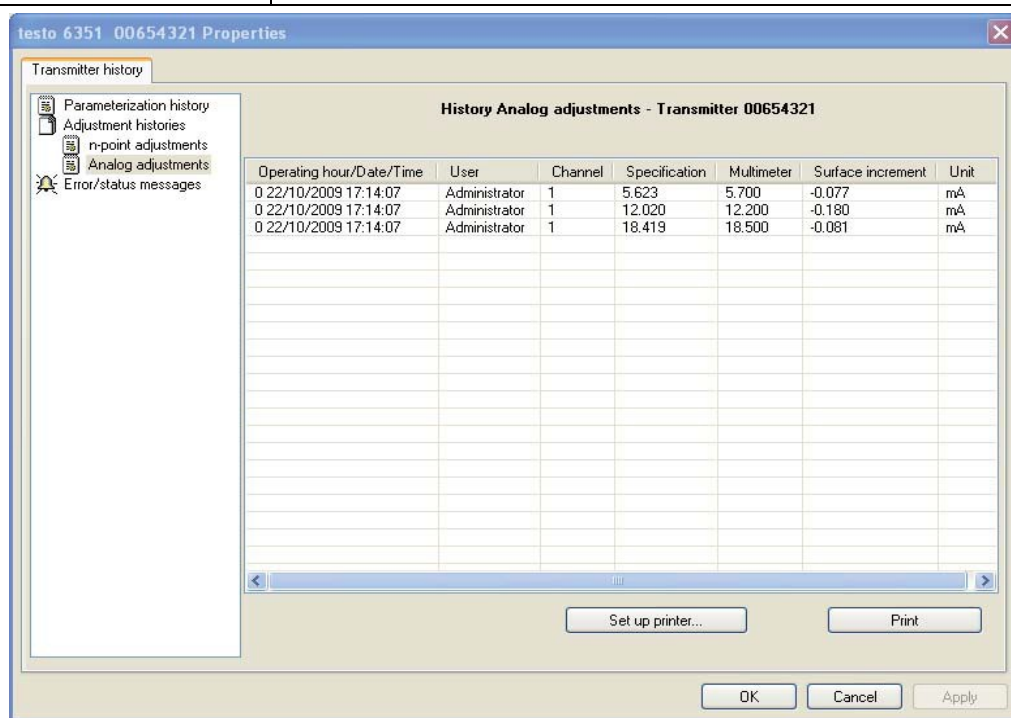 testo 6351 00654321 Properties
Transmitter history
Parameterization history
Adjustment histories
n-point adjustments
Analog adjustments
Error/status messages
History Analog adjustments - Transmitter 00654321
Operating hour/Date/Time User Channel Specification Multimeter Surface increment Unit
0 22/10/2009 17:14:07 Administrator 1 5.623 5.700 -0.077 mA
0 22/10/2009 17:14:07 Administrator 1 12.020 12.200 -0.180 mA
0 22/10/2009 17:14:07 Administrator 1 18.419 18.500 -0.081 mA
Set up printer... Print
OK Cancel Apply